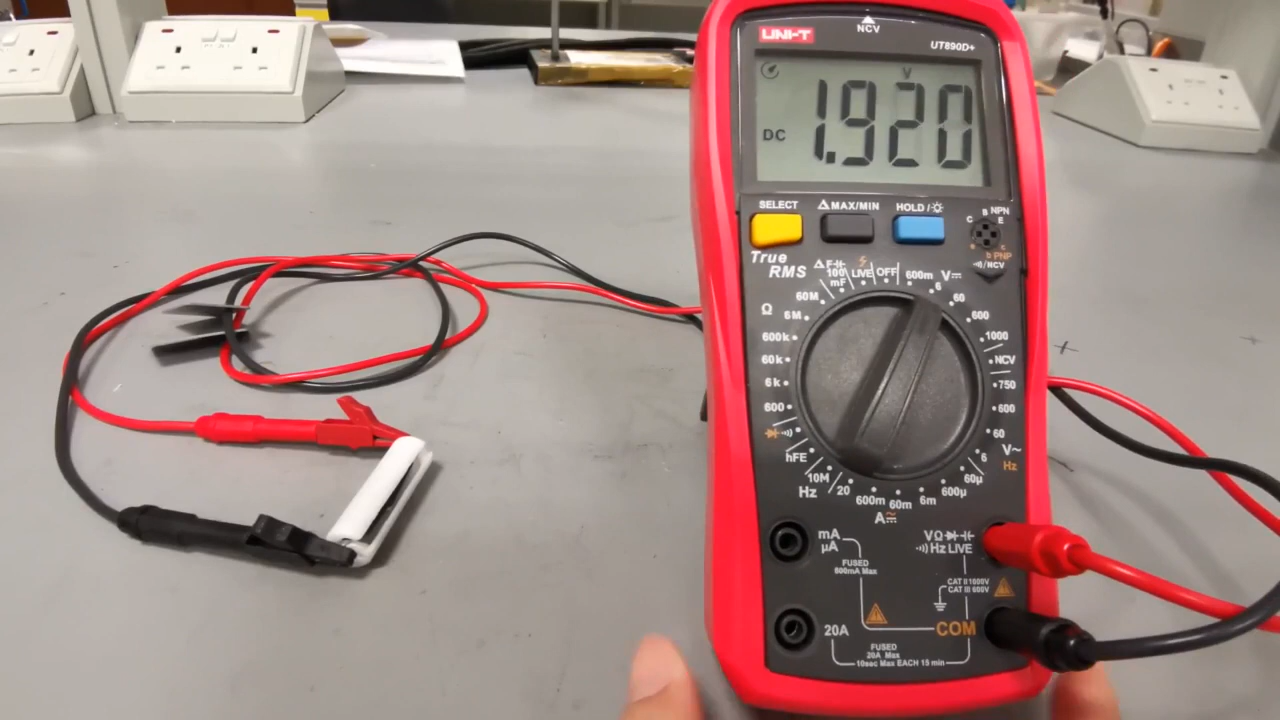 NCV
UNI-T
UT890D+
V
DC 1.920
SELECT
ΔMAX/MIN
HOLD/
C B NPN E
e b c
PNP
/NCV
True RMS
Δ F
100mF
LIVE
OFF
600m V
6
60
600
1000
NCV
750
600
60
V~
Hz
6
60µ
600µ
6m
60m
600m
A
20
10M
Hz
hFE
600
6k
60k
600k
Ω
6M
60M
mA
µA
FUSED
600mA Max
VΩ
Hz LIVE
CAT II 1000V
CAT III 600V
20A
COM
FUSED
20A Max
10sec Max EACH 15 min